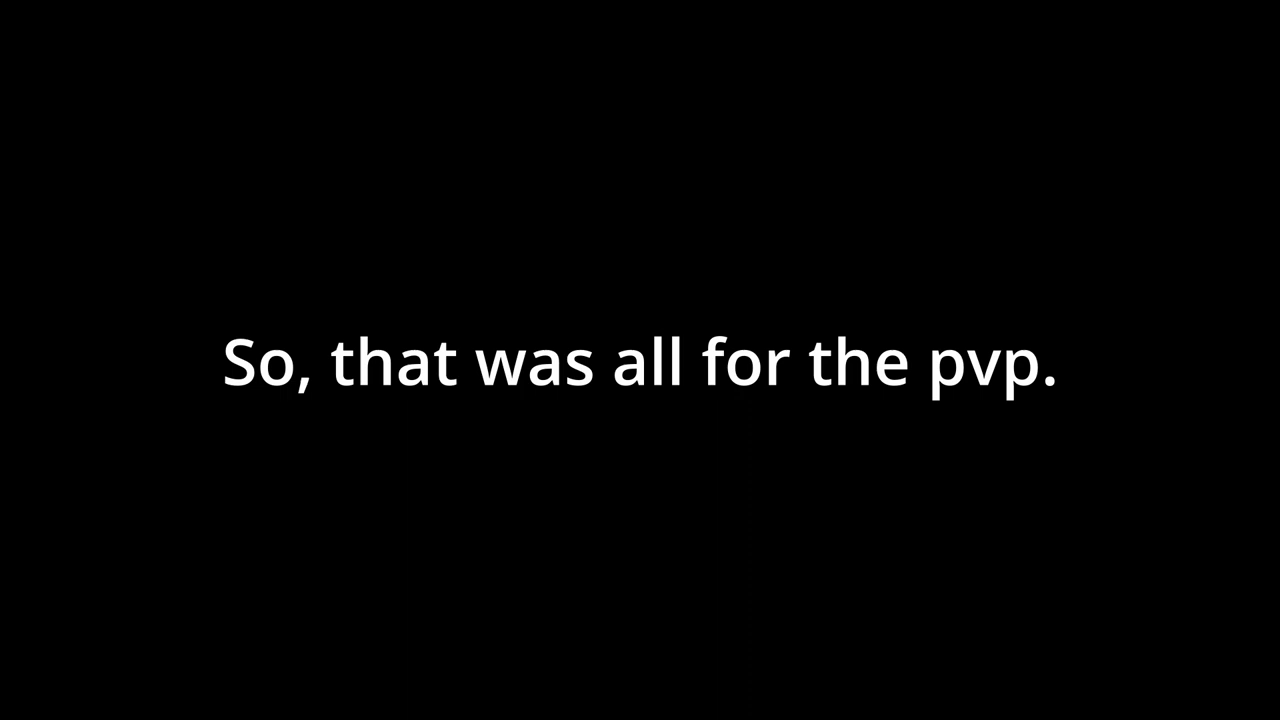 So, that was all for the pvp.